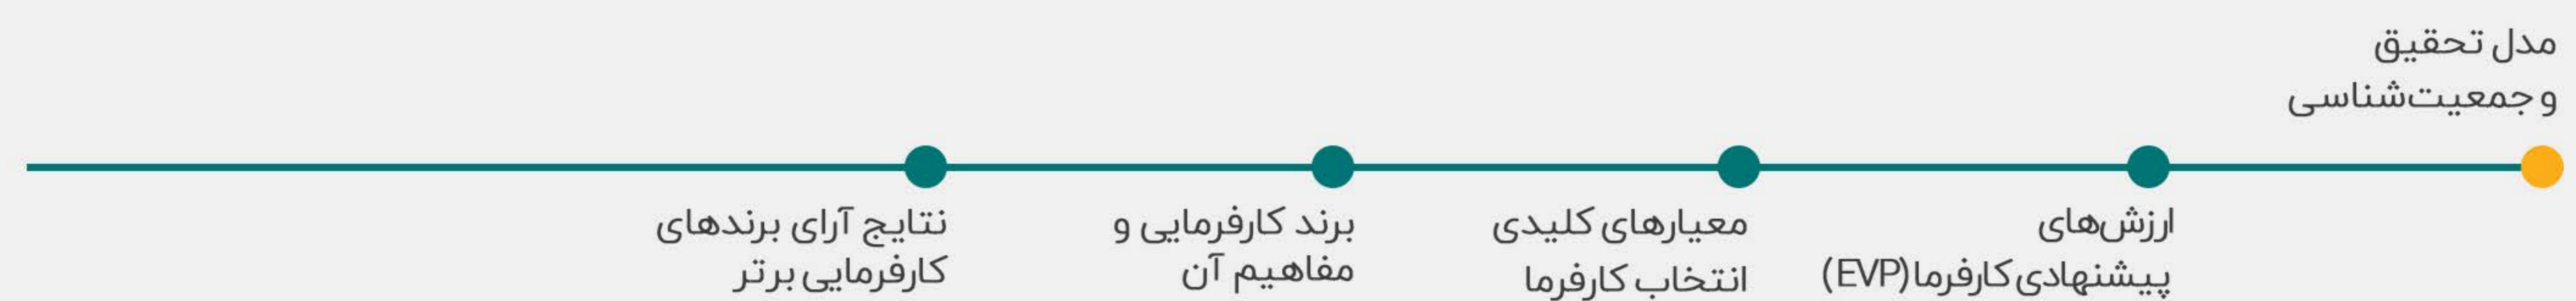 مدل تحقیق
و جمعیت‌شناسی
ارزش‌های
پیشنهادی کارفرما (EVP)
معیارهای کلیدی
انتخاب کارفرما
برند کارفرمایی و
مفاهیم آن
نتایج آرای برندهای
کارفرمایی برتر